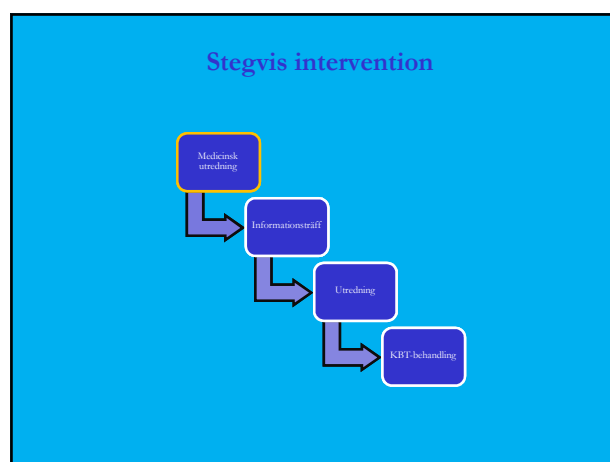 Stegvis intervention
Medicinsk
utredning
Informationsträff
Utredning
KBT-behandling